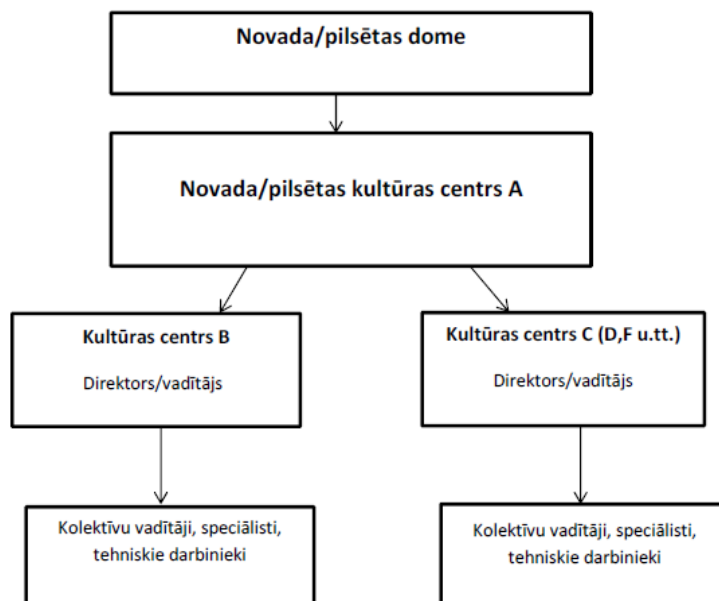 Novada/pilsētas dome
Novada/pilsētas kultūras centrs A
Kultūras centrs B
Direktors/vadītājs
Kultūras centrs C (D,F u.tt.)
Direktors/vadītājs
Kolektīvu vadītāji, speciālisti,
tehniskie darbinieki
Kolektīvu vadītāji, speciālisti,
tehniskie darbinieki